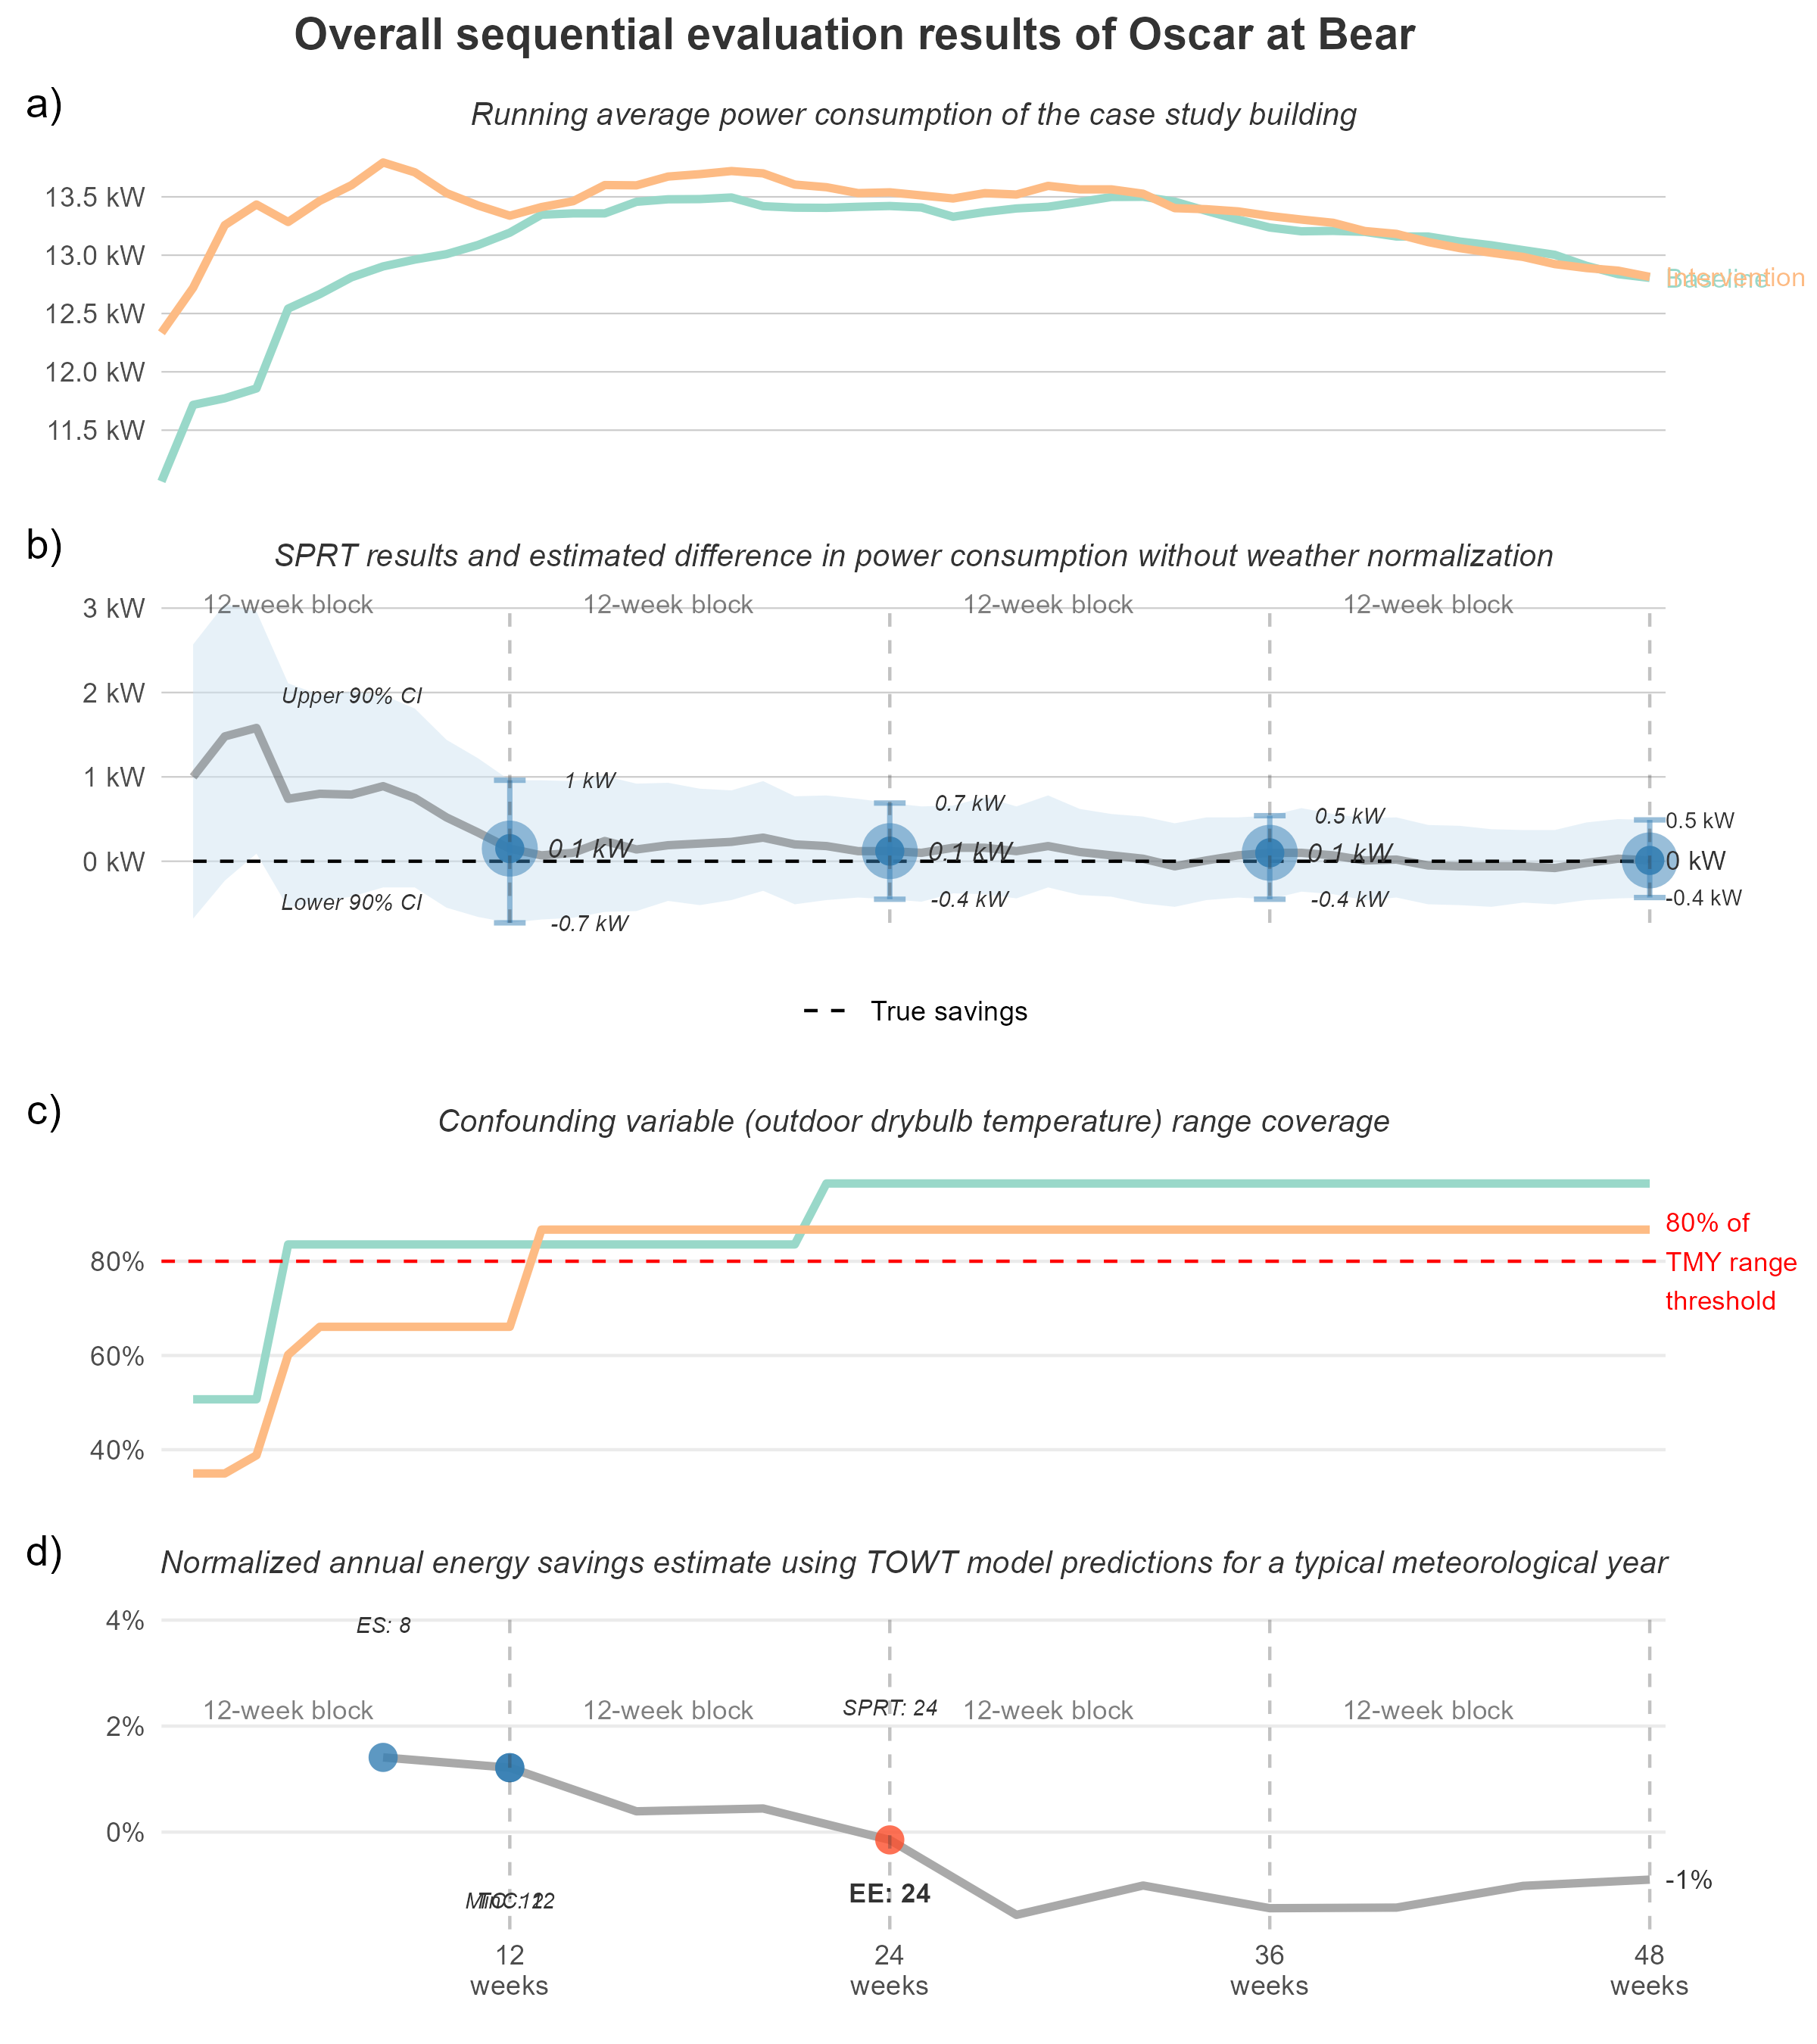 Overall sequential evaluation results of Oscar at Bear
a)
Running average power consumption of the case study building
13.5 kW
13.0 kW
12.5 kW
12.0 kW
11.5 kW
Baseline
Intervention
b)
SPRT results and estimated difference in power consumption without weather normalization
12-week block 12-week block 12-week block 12-week block
3 kW
2 kW
1 kW
0 kW
Upper 90% CI
Lower 90% CI
1 kW
0.1 kW
-0.7 kW
0.7 kW
0.1 kW
-0.4 kW
0.5 kW
0.1 kW
-0.4 kW
0.5 kW
0 kW
-0.4 kW
True savings
c)
Confounding variable (outdoor drybulb temperature) range coverage
80%
60%
40%
80% of
TMY range
threshold
d)
Normalized annual energy savings estimate using TOWT model predictions for a typical meteorological year
4%
2%
0%
ES: 8
12-week block 12-week block 12-week block 12-week block
SPRT: 24
EE: 24
-1%
12
weeks
24
weeks
36
weeks
48
weeks